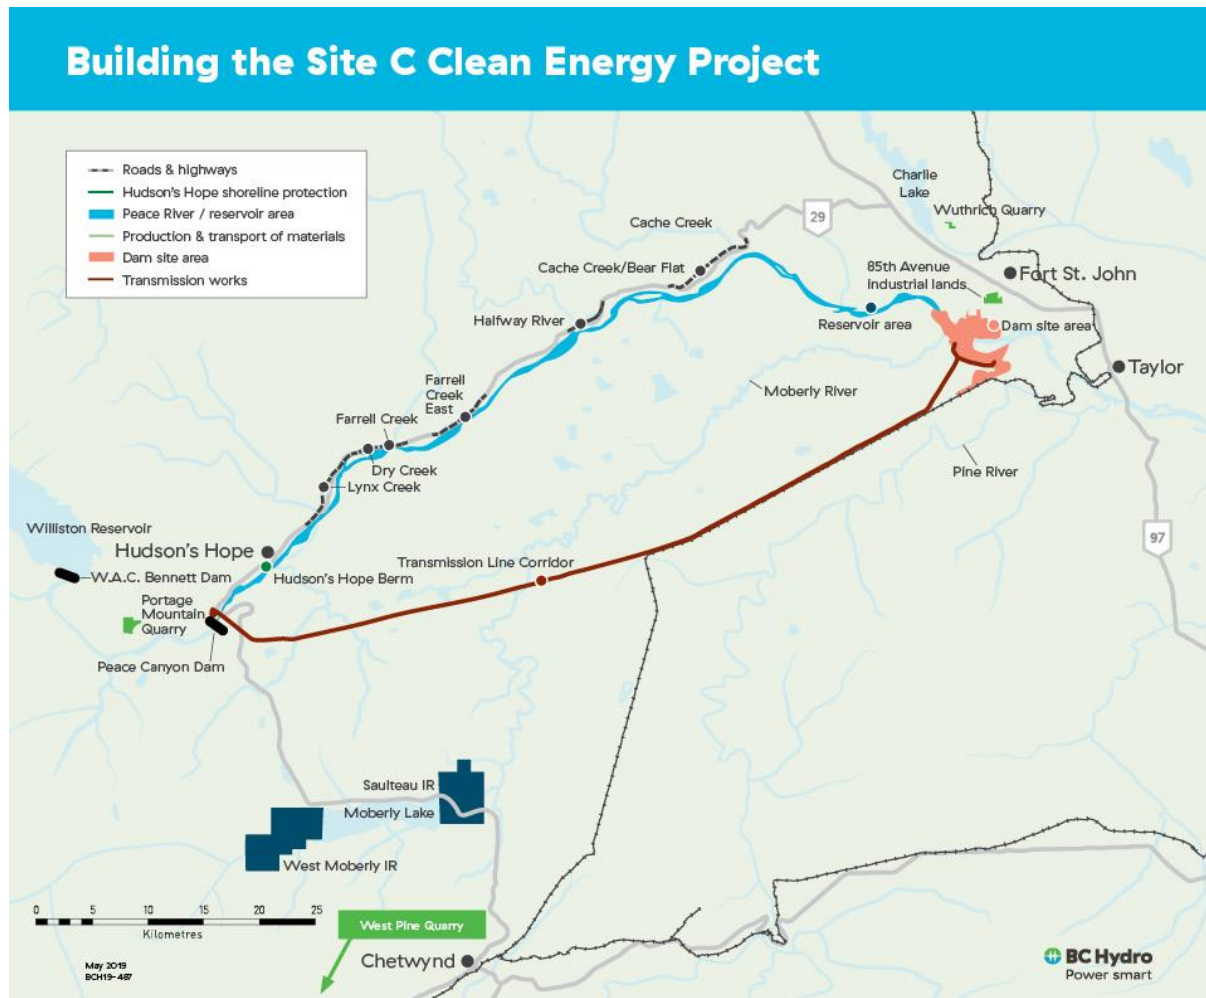 Building the Site C Clean Energy Project
Roads & highways
Hudson's Hope shoreline protection
Peace River / reservoir area
Production & transport of materials
Dam site area
Transmission works
Charlie
Lake
Wuthrich Quarry
Cache Creek
29
Cache Creek/Bear Flat
85th Avenue
industrial lands
Fort St. John
Halfway River
Reservoir area
Dam site area
Taylor
Farrell
Creek
East
Moberly River
Farrell Creek
Dry Creek
Pine River
Lynx Creek
Williston Reservoir
Hudson's Hope
97
Transmission Line Corridor
W.A.C. Bennett Dam
Hudson's Hope Berm
Portage
Mountain
Quarry
Peace Canyon Dam
Saulteau IR
Moberly Lake
West Moberly IR
0 5 10 15 20 25
Kilometres
West Pine Quarry
Chetwynd
May 2019
BCH19-467
BC Hydro
Power smart